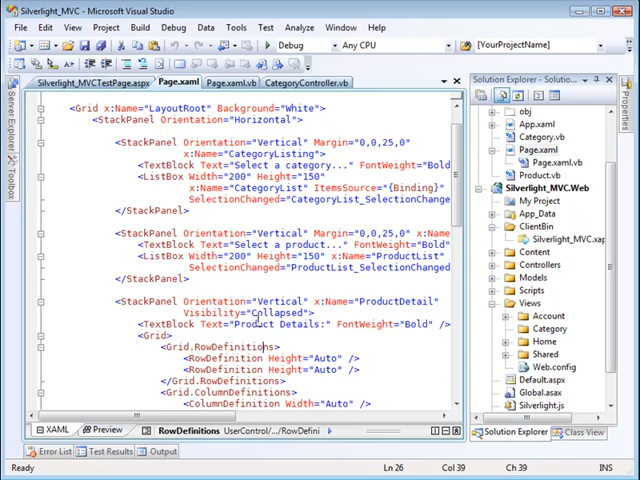 Silverlight_MVC - Microsoft Visual Studio
File Edit View Project Build Debug Data Tools Test Window Help
Debug Any CPU [YourProjectName]
Silverlight_MVCTestPage.aspx Page.xaml Page.xaml.vb CategoryController.vb
<Grid x:Name="LayoutRoot" Background="White">
<StackPanel Orientation="Horizontal">
<StackPanel Orientation="Vertical" Margin="0,0,25,0"
x:Name="CategoryListing">
<TextBlock Text="Select a category..." FontWeight="Bold
<ListBox Width="200" Height="150"
x:Name="CategoryList" ItemsSource="{Binding}"
SelectionChanged="CategoryList_SelectionChange
</StackPanel>
<StackPanel Orientation="Vertical" Margin="0,0,25,0" x:Name
<TextBlock Text="Select a product..." FontWeight="Bold"
<ListBox Width="200" Height="150" x:Name="ProductList"
SelectionChanged="ProductList_SelectionChanged
</StackPanel>
<StackPanel Orientation="Vertical" x:Name="ProductDetail"
Visibility="Collapsed">
<TextBlock Text="Product Details:" FontWeight="Bold" />
<Grid>
<Grid.RowDefinitions>
<RowDefinition Height="Auto" />
<RowDefinition Height="Auto" />
</Grid.RowDefinitions>
<Grid.ColumnDefinitions>
<ColumnDefinition Width="Auto" />
XAML Preview RowDefinitions UserControl/.../RowDefini
Error List Test Results Output
Ready Ln 26 Col 39 Ch 39 INS
Server Explorer
Toolbox
Solution Explorer - Solutio...
obj
App.xaml
Category.vb
Page.xaml
Page.xaml.vb
Product.vb
Silverlight_MVC.Web
My Project
App_Data
ClientBin
Silverlight_MVC.xap
Content
Controllers
Models
Scripts
Views
Account
Category
Home
Shared
Web.config
Default.aspx
Global.asax
Silverlight.js
Solution Explorer Class View
Properties